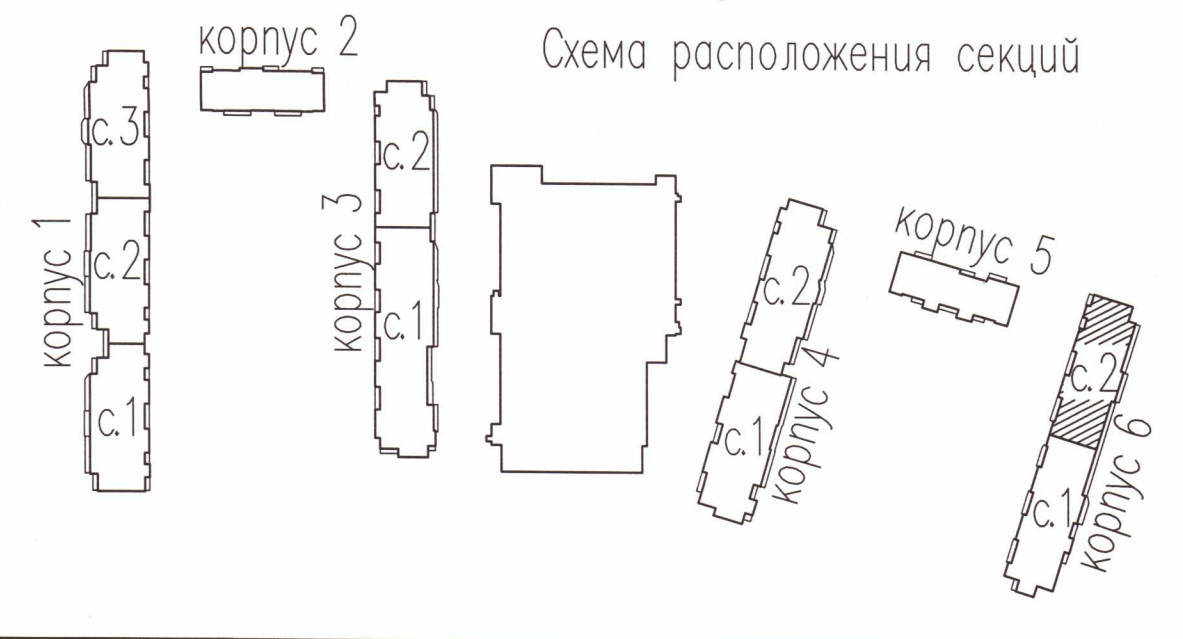 Схема расположения секций
корпус 1
с.3
с.2
с.1
корпус 2
корпус 3
с.2
с.1
корпус 4
с.2
с.1
корпус 5
корпус 6
с.2
с.1